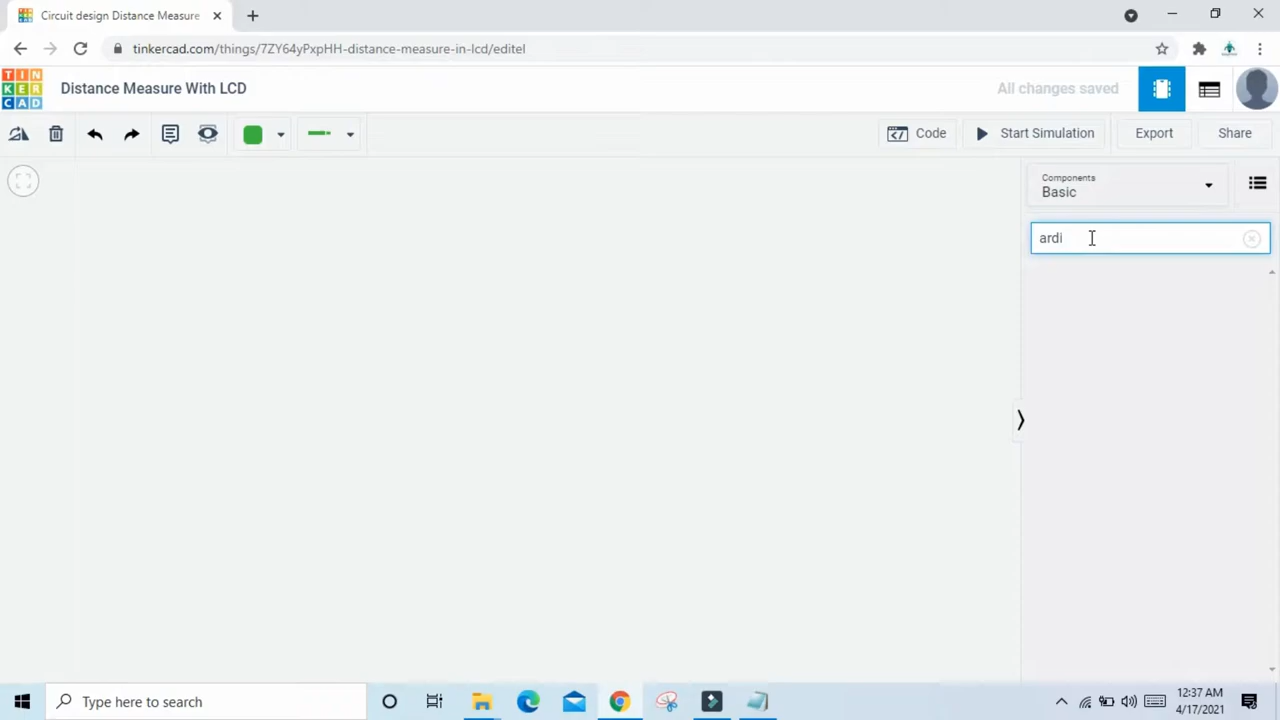 Circuit design Distance Measure
tinkercad.com/things/7ZY64yPxpHH-distance-measure-in-lcd/editel
TIN
KER
CAD
Distance Measure With LCD
All changes saved
Code
Start Simulation
Export
Share
Components
Basic
ardi
Type here to search
12:37 AM
4/17/2021